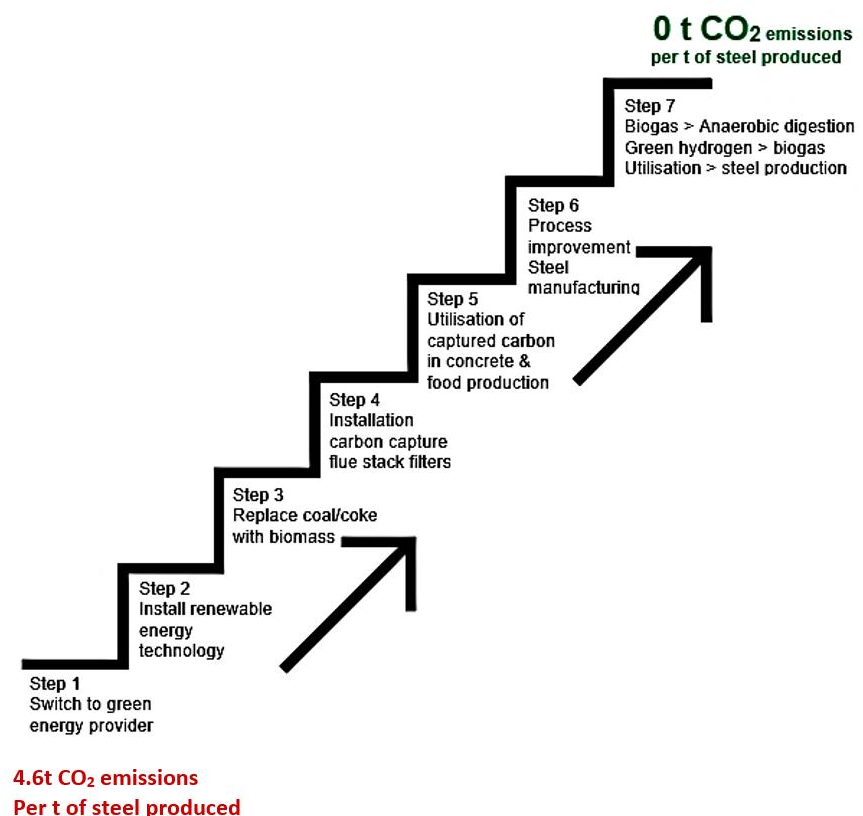 0 t CO₂ emissions
per t of steel produced
Step 7
Biogas > Anaerobic digestion
Green hydrogen > biogas
Utilisation > steel production
Step 6
Process
improvement
Steel
manufacturing
Step 5
Utilisation of
captured carbon
in concrete &
food production
Step 4
Installation
carbon capture
flue stack filters
Step 3
Replace coal/coke
with biomass
Step 2
Install renewable
energy
technology
Step 1
Switch to green
energy provider
4.6t CO₂ emissions
Per t of steel produced